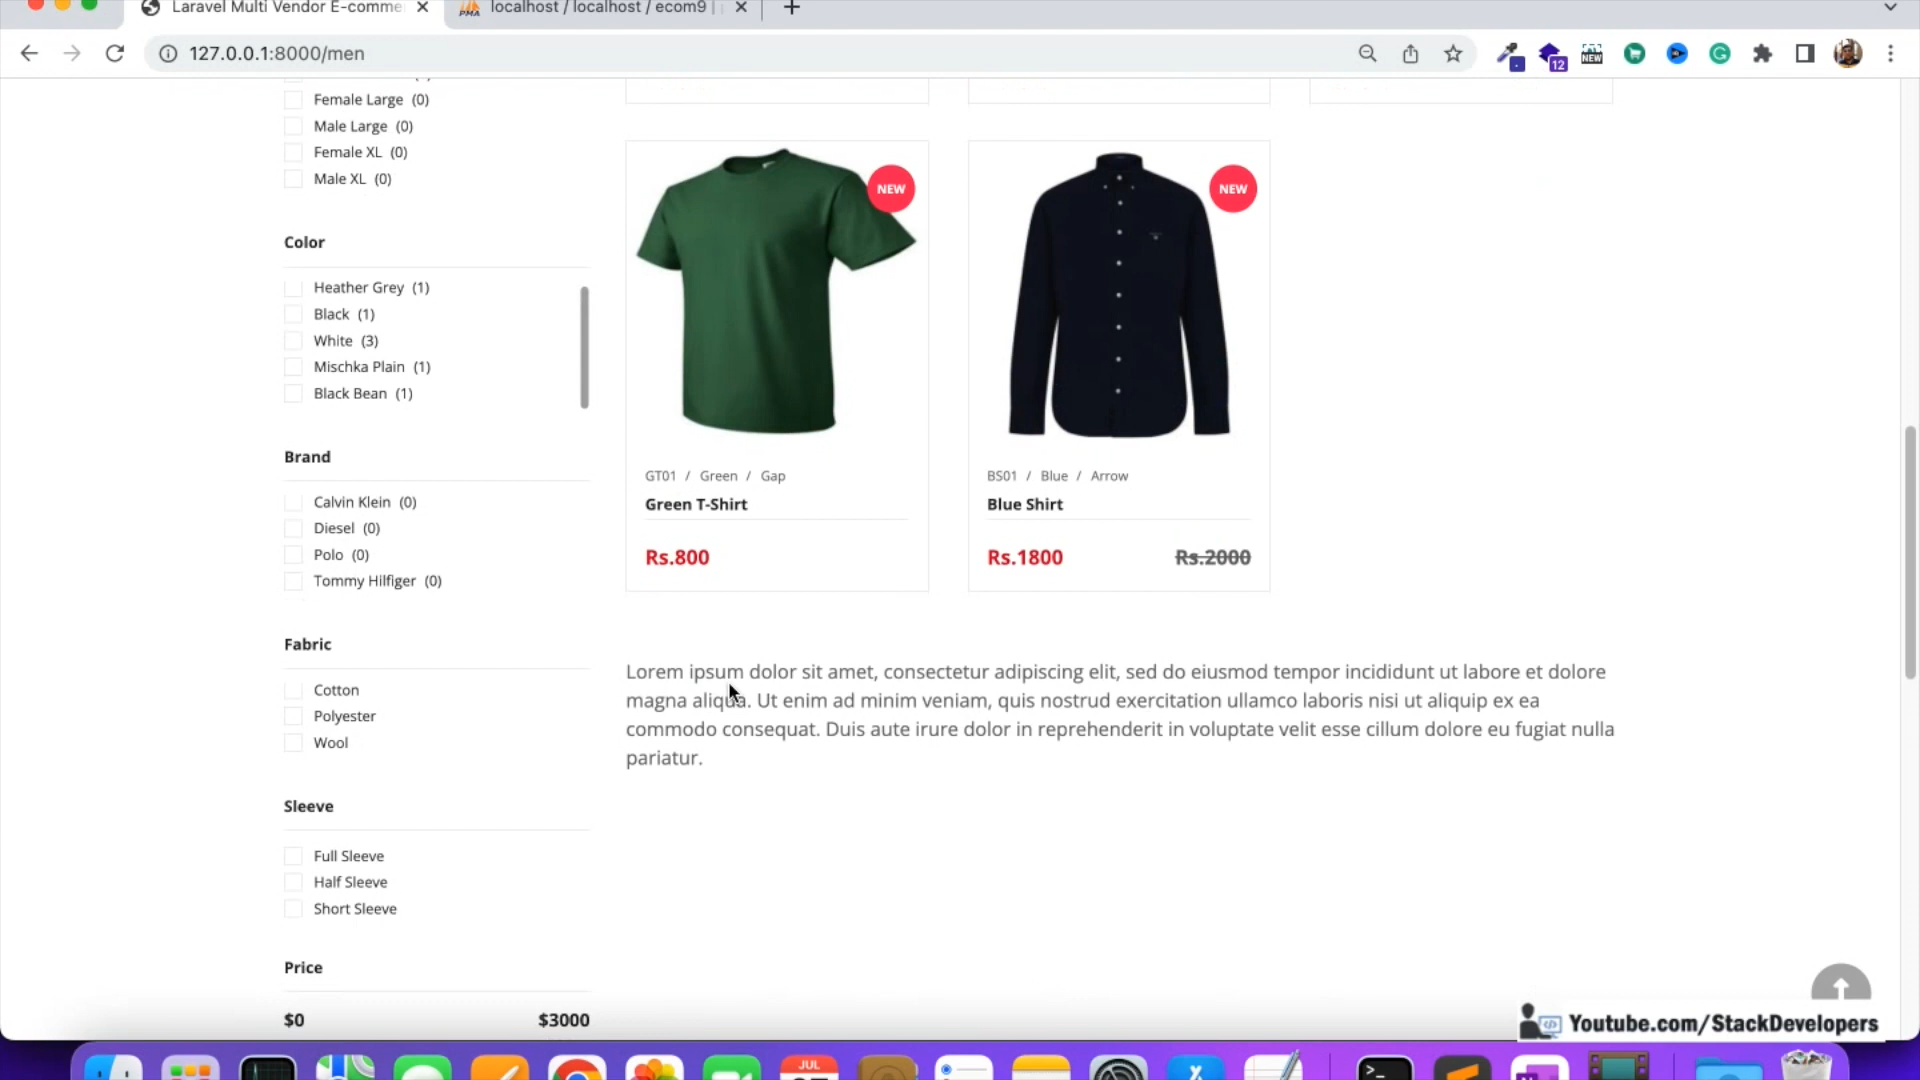 Laravel Multi Vendor E-comme
localhost / localhost / ecom9 |
PMA
127.0.0.1:8000/men
12
NEW
Female Large (0)
Male Large (0)
Female XL (0)
Male XL (0)
Color
Heather Grey (1)
Black (1)
White (3)
Mischka Plain (1)
Black Bean (1)
Brand
Calvin Klein (0)
Diesel (0)
Polo (0)
Tommy Hilfiger (0)
Fabric
Cotton
Polyester
Wool
Sleeve
Full Sleeve
Half Sleeve
Short Sleeve
Price
$0 $3000
NEW
GT01 / Green / Gap
Green T-Shirt
Rs.800
NEW
BS01 / Blue / Arrow
Blue Shirt
Rs.1800 Rs.2000
Lorem ipsum dolor sit amet, consectetur adipiscing elit, sed do eiusmod tempor incididunt ut labore et dolore
magna aliqua. Ut enim ad minim veniam, quis nostrud exercitation ullamco laboris nisi ut aliquip ex ea
commodo consequat. Duis aute irure dolor in reprehenderit in voluptate velit esse cillum dolore eu fugiat nulla
pariatur.
Youtube.com/StackDevelopers
JUL